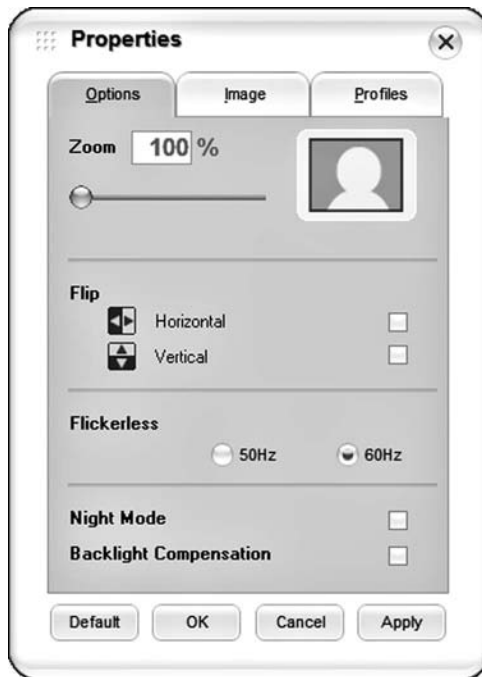 Properties
Options Image Profiles
Zoom 100 %
Flip
Horizontal
Vertical
Flickerless
50Hz 60Hz
Night Mode
Backlight Compensation
Default OK Cancel Apply